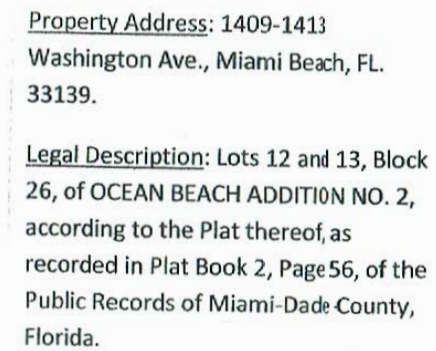 Property Address: 1409-1413
Washington Ave., Miami Beach, FL.
33139.
Legal Description: Lots 12 and 13, Block
26, of OCEAN BEACH ADDITION NO. 2,
according to the Plat thereof, as
recorded in Plat Book 2, Page 56, of the
Public Records of Miami-Dade County,
Florida.